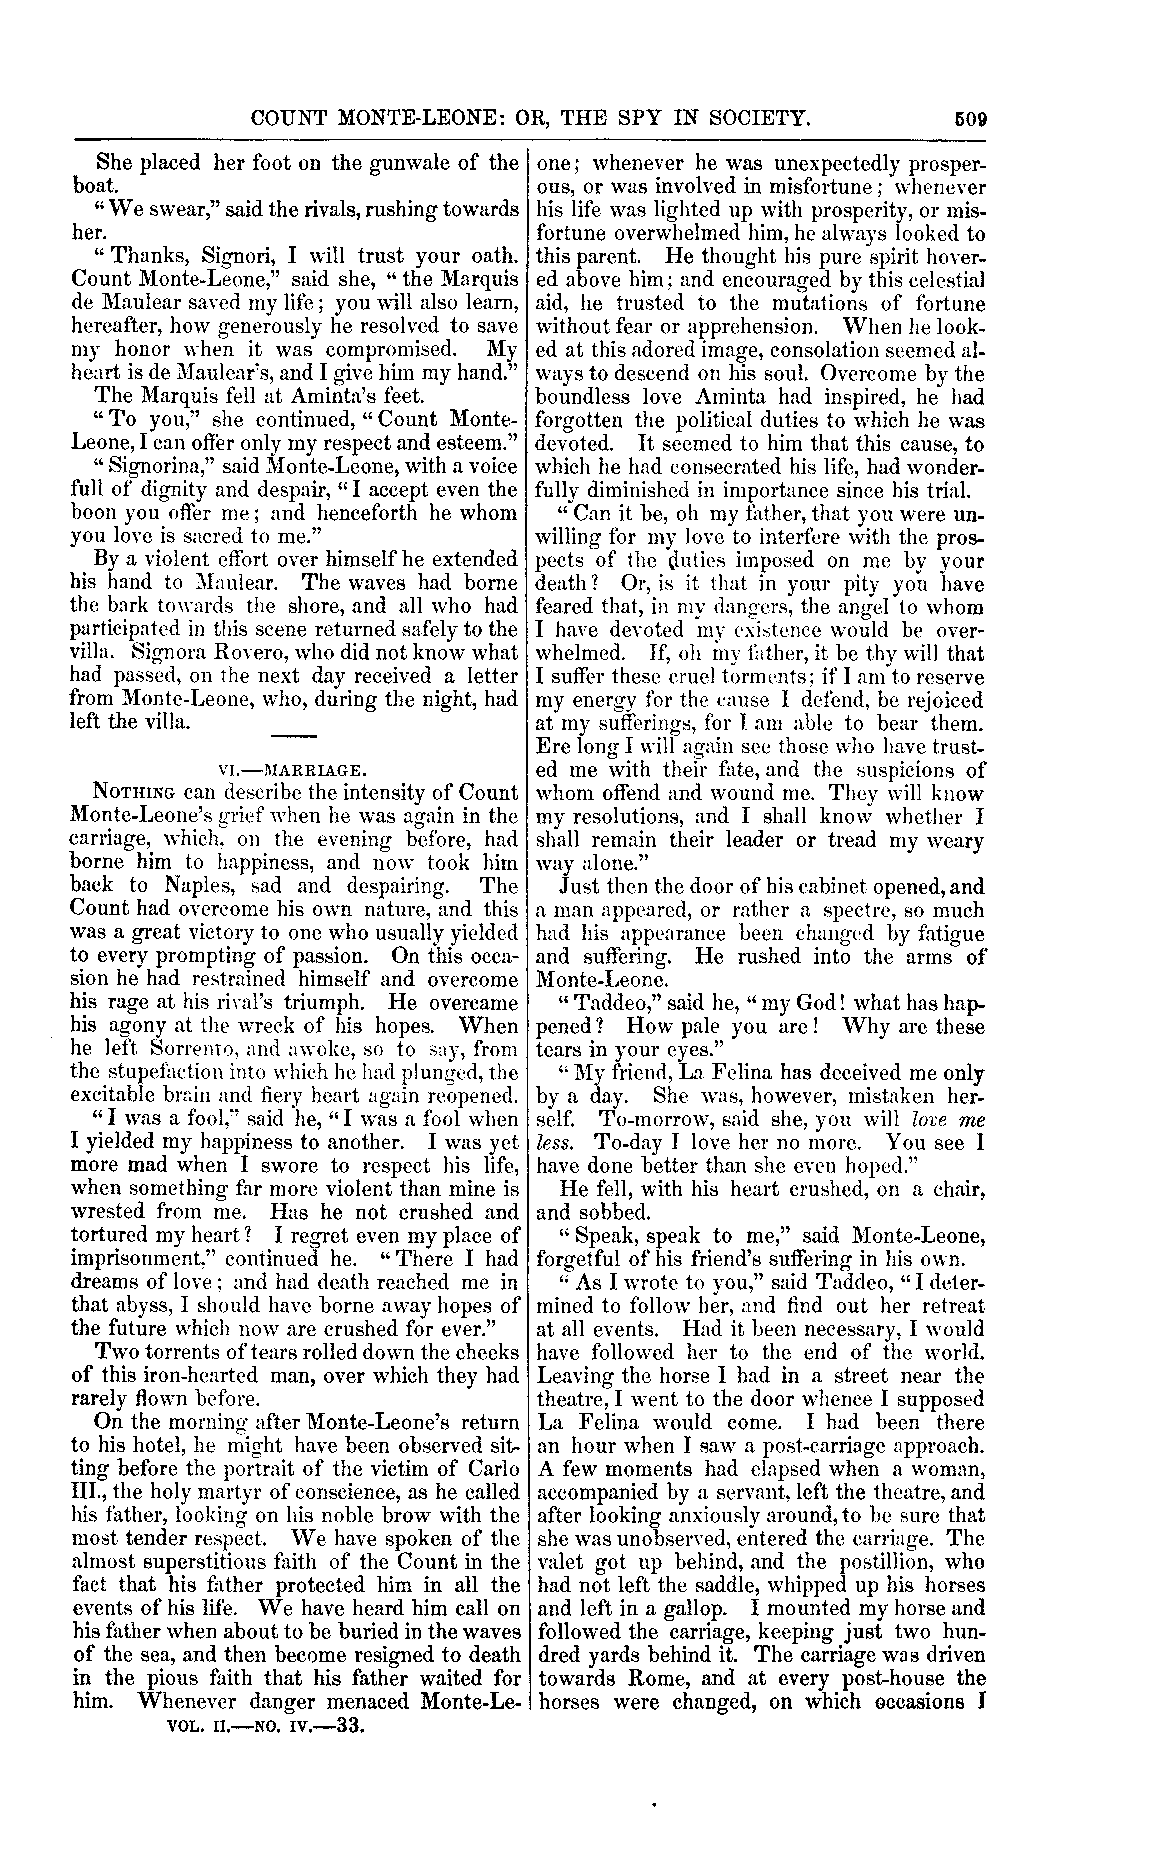 COUNT MONTE-LEONE: OR, THE SPY IN SOCIETY. 509
She placed her foot on the gunwale of the
boat.
"We swear," said the rivals, rushing towards
her.
"Thanks, Signori, I will trust your oath.
Count Monte-Leone," said she, "the Marquis
de Maulear saved my life; you will also learn,
hereafter, how generously he resolved to save
my honor when it was compromised. My
heart is de Maulear's, and I give him my hand."
The Marquis fell at Aminta's feet.
"To you," she continued, "Count Monte-
Leone, I can offer only my respect and esteem."
"Signorina," said Monte-Leone, with a voice
full of dignity and despair, "I accept even the
boon you offer me; and henceforth he whom
you love is sacred to me."
By a violent effort over himself he extended
his hand to Maulear. The waves had borne
the bark towards the shore, and all who had
participated in this scene returned safely to the
villa. Signora Rovero, who did not know what
had passed, on the next day received a letter
from Monte-Leone, who, during the night, had
left the villa.
VI.—MARRIAGE.
NOTHING can describe the intensity of Count
Monte-Leone's grief when he was again in the
carriage, which, on the evening before, had
borne him to happiness, and now took him
back to Naples, sad and despairing. The
Count had overcome his own nature, and this
was a great victory to one who usually yielded
to every prompting of passion. On this occa-
sion he had restrained himself and overcome
his rage at his rival's triumph. He overcame
his agony at the wreck of his hopes. When
he left Sorrento, and awoke, so to say, from
the stupefaction into which he had plunged, the
excitable brain and fiery heart again reopened.
"I was a fool," said he, "I was a fool when
I yielded my happiness to another. I was yet
more mad when I swore to respect his life,
when something far more violent than mine is
wrested from me. Has he not crushed and
tortured my heart? I regret even my place of
imprisonment," continued he. "There I had
dreams of love; and had death reached me in
that abyss, I should have borne away hopes of
the future which now are crushed for ever."
Two torrents of tears rolled down the cheeks
of this iron-hearted man, over which they had
rarely flown before.
On the morning after Monte-Leone's return
to his hotel, he might have been observed sit-
ting before the portrait of the victim of Carlo
III., the holy martyr of conscience, as he called
his father, looking on his noble brow with the
most tender respect. We have spoken of the
almost superstitious faith of the Count in the
fact that his father protected him in all the
events of his life. We have heard him call on
his father when about to be buried in the waves
of the sea, and then become resigned to death
in the pious faith that his father waited for
him. Whenever danger menaced Monte-Le-
VOL. II.—NO. IV.—33.
one; whenever he was unexpectedly prosper-
ous, or was involved in misfortune; whenever
his life was lighted up with prosperity, or mis-
fortune overwhelmed him, he always looked to
this parent. He thought his pure spirit hover-
ed above him; and encouraged by this celestial
aid, he trusted to the mutations of fortune
without fear or apprehension. When he look-
ed at this adored image, consolation seemed al-
ways to descend on his soul. Overcome by the
boundless love Aminta had inspired, he had
forgotten the political duties to which he was
devoted. It seemed to him that this cause, to
which he had consecrated his life, had wonder-
fully diminished in importance since his trial.
"Can it be, oh my father, that you were un-
willing for my love to interfere with the pros-
pects of the duties imposed on me by your
death? Or, is it that in your pity you have
feared that, in my dangers, the angel to whom
I have devoted my existence would be over-
whelmed. If, oh my father, it be thy will that
I suffer these cruel torments; if I am to reserve
my energy for the cause I defend, be rejoiced
at my sufferings, for I am able to bear them.
Ere long I will again see those who have trust-
ed me with their fate, and the suspicions of
whom offend and wound me. They will know
my resolutions, and I shall know whether I
shall remain their leader or tread my weary
way alone."
Just then the door of his cabinet opened, and
a man appeared, or rather a spectre, so much
had his appearance been changed by fatigue
and suffering. He rushed into the arms of
Monte-Leone.
"Taddeo," said he, "my God! what has hap-
pened? How pale you are! Why are these
tears in your eyes."
"My friend, La Felina has deceived me only
by a day. She was, however, mistaken her-
self. To-morrow, said she, you will love me
less. To-day I love her no more. You see I
have done better than she even hoped."
He fell, with his heart crushed, on a chair,
and sobbed.
"Speak, speak to me," said Monte-Leone,
forgetful of his friend's suffering in his own.
"As I wrote to you," said Taddeo, "I deter-
mined to follow her, and find out her retreat
at all events. Had it been necessary, I would
have followed her to the end of the world.
Leaving the horse I had in a street near the
theatre, I went to the door whence I supposed
La Felina would come. I had been there
an hour when I saw a post-carriage approach.
A few moments had elapsed when a woman,
accompanied by a servant, left the theatre, and
after looking anxiously around, to be sure that
she was unobserved, entered the carriage. The
valet got up behind, and the postillion, who
had not left the saddle, whipped up his horses
and left in a gallop. I mounted my horse and
followed the carriage, keeping just two hun-
dred yards behind it. The carriage was driven
towards Rome, and at every post-house the
horses were changed, on which occasions I